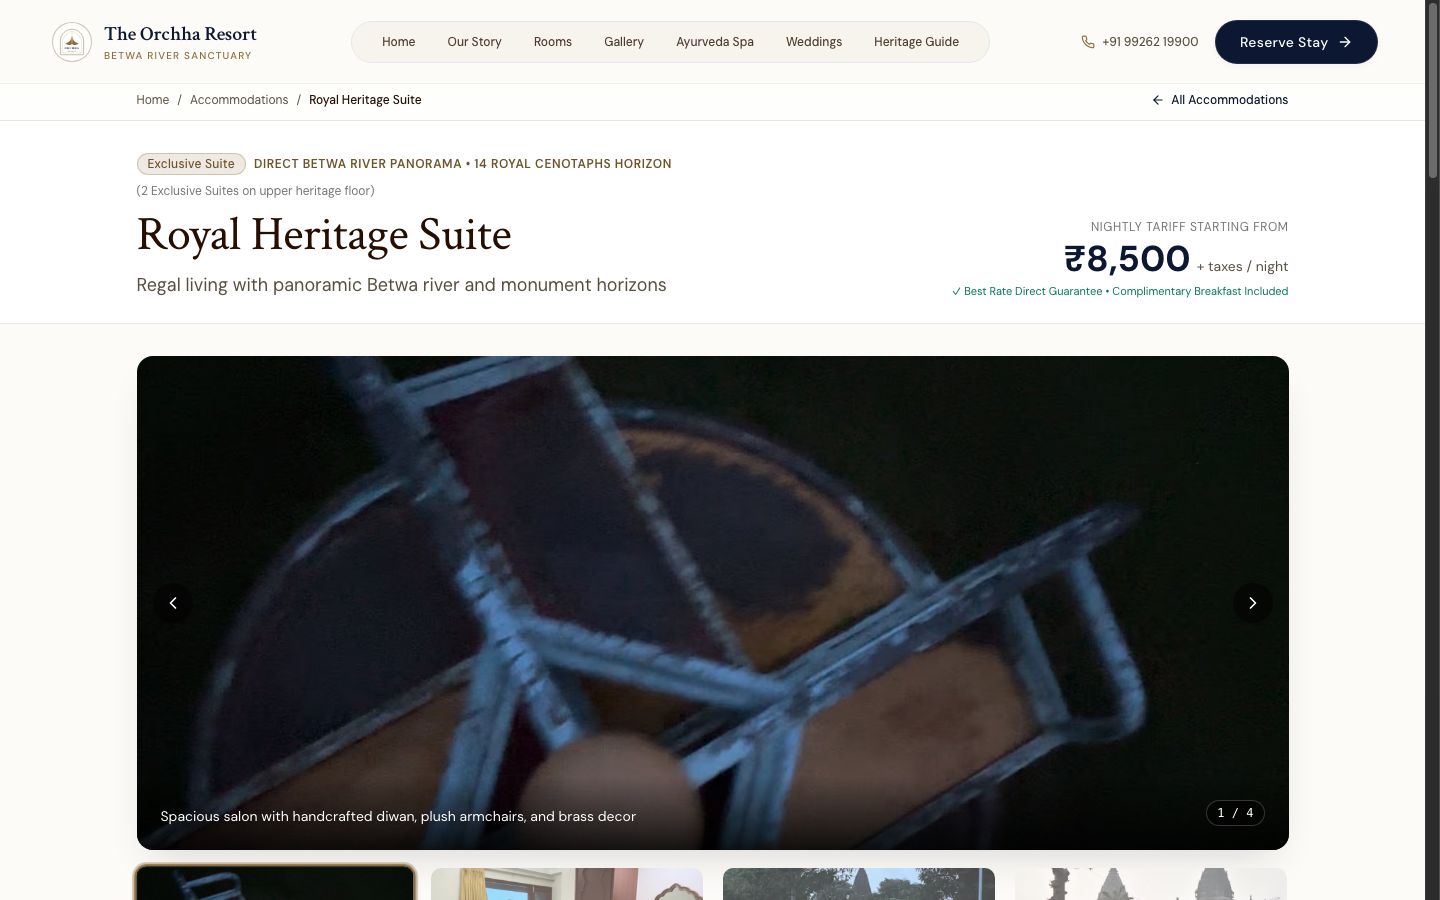 The Orchha Resort
BETWA RIVER SANCTUARY
Home
Our Story
Rooms
Gallery
Ayurveda Spa
Weddings
Heritage Guide
+91 99262 19900
Reserve Stay
Home / Accommodations / Royal Heritage Suite
All Accommodations
Exclusive Suite
DIRECT BETWA RIVER PANORAMA • 14 ROYAL CENOTAPHS HORIZON
(2 Exclusive Suites on upper heritage floor)
Royal Heritage Suite
Regal living with panoramic Betwa river and monument horizons
NIGHTLY TARIFF STARTING FROM
₹8,500 + taxes / night
✓ Best Rate Direct Guarantee • Complimentary Breakfast Included
Spacious salon with handcrafted diwan, plush armchairs, and brass decor
1 / 4